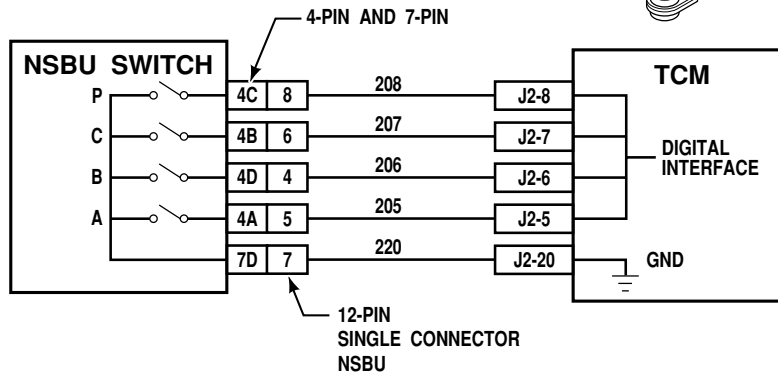 4-PIN AND 7-PIN
NSBU SWITCH
TCM
P 4C 8 208 J2-8
C 4B 6 207 J2-7
B 4D 4 206 J2-6
A 4A 5 205 J2-5
7D 7 220 J2-20 GND
DIGITAL
INTERFACE
12-PIN
SINGLE CONNECTOR
NSBU